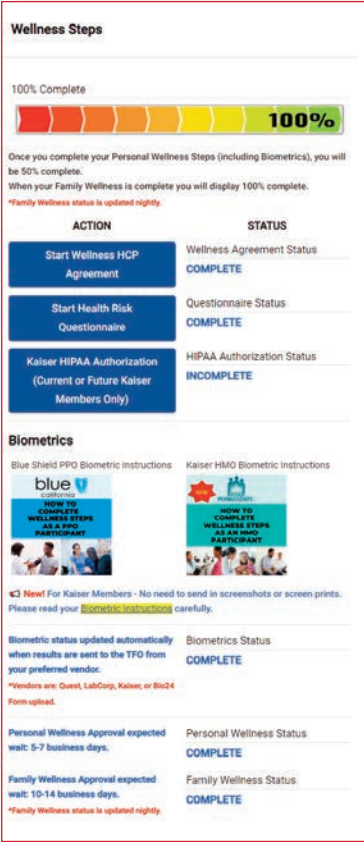 Wellness Steps
100% Complete
100%
Once you complete your Personal Wellness Steps (including Biometrics), you will
be 50% complete.
When your Family Wellness is complete you will display 100% complete.
*Family Wellness status is updated nightly.
ACTION
STATUS
Start Wellness HCP
Agreement
Wellness Agreement Status
COMPLETE
Start Health Risk
Questionnaire
Questionnaire Status
COMPLETE
Kaiser HIPAA Authorization
(Current or Future Kaiser
Members Only)
HIPAA Authorization Status
INCOMPLETE
Biometrics
Blue Shield PPO Biometric Instructions
Kaiser HMO Biometric Instructions
blue
california
HOW TO
COMPLETE
WELLNESS STEPS
AS A PPO
PARTICIPANT
HOW TO
COMPLETE
WELLNESS STEPS
AS AN HMO
PARTICIPANT
New! For Kaiser Members - No need to send in screenshots or screen prints.
Please read your Biometric Instructions carefully.
Biometric status updated automatically
when results are sent to the TFO from
your preferred vendor.
*Vendors are: Quest, LabCorp, Kaiser, or Bio24
Form upload.
Biometrics Status
COMPLETE
Personal Wellness Approval expected
wait: 5-7 business days.
Personal Wellness Status
COMPLETE
Family Wellness Approval expected
wait: 10-14 business days.
*Family Wellness status is updated nightly.
Family Wellness Status
COMPLETE